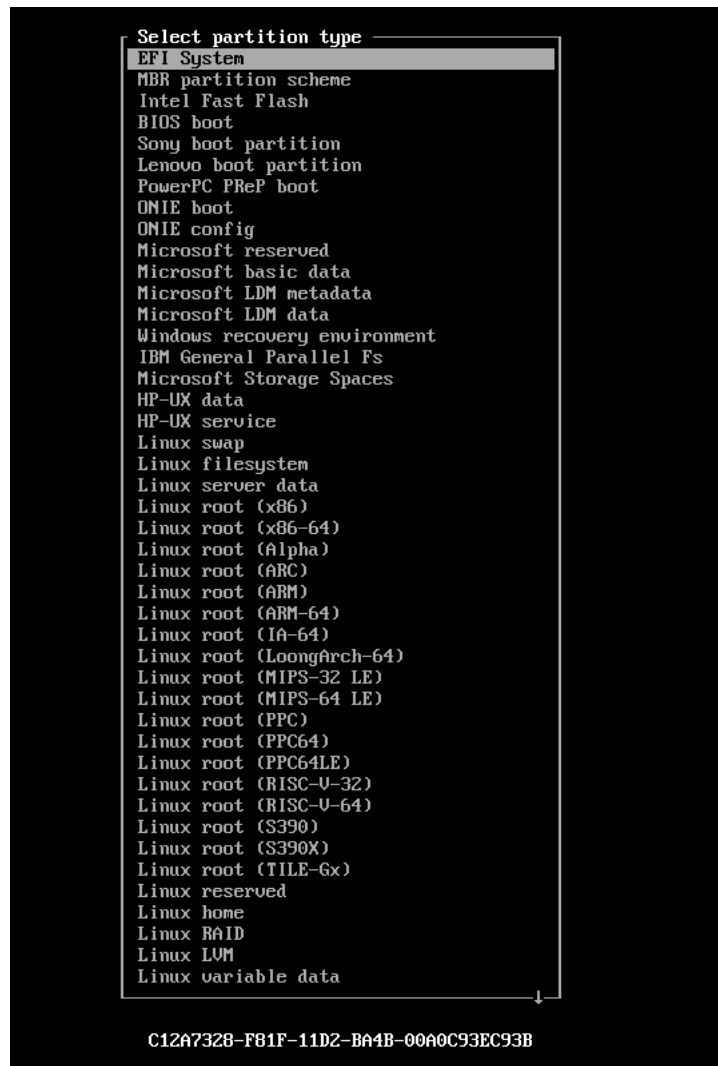 Select partition type
EFI System
MBR partition scheme
Intel Fast Flash
BIOS boot
Sony boot partition
Lenovo boot partition
PowerPC PReP boot
ONIE boot
ONIE config
Microsoft reserved
Microsoft basic data
Microsoft LDM metadata
Microsoft LDM data
Windows recovery environment
IBM General Parallel Fs
Microsoft Storage Spaces
HP-UX data
HP-UX service
Linux swap
Linux filesystem
Linux server data
Linux root (x86)
Linux root (x86-64)
Linux root (Alpha)
Linux root (ARC)
Linux root (ARM)
Linux root (ARM-64)
Linux root (IA-64)
Linux root (LoongArch-64)
Linux root (MIPS-32 LE)
Linux root (MIPS-64 LE)
Linux root (PPC)
Linux root (PPC64)
Linux root (PPC64LE)
Linux root (RISC-V-32)
Linux root (RISC-V-64)
Linux root (S390)
Linux root (S390X)
Linux root (TILE-Gx)
Linux reserved
Linux home
Linux RAID
Linux LVM
Linux variable data
C12A7328-F81F-11D2-BA4B-00A0C93EC93B